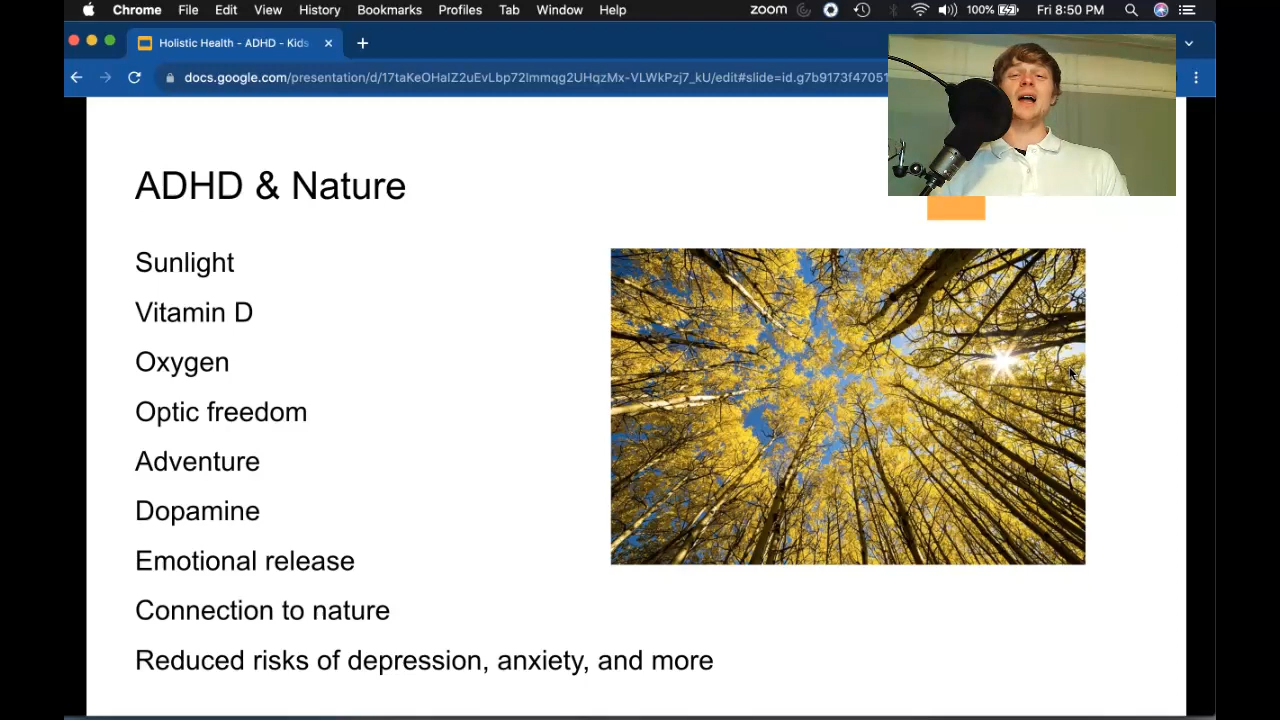 Chrome File Edit View History Bookmarks Profiles Tab Window Help zoom 100% Fri 8:50 PM
Holistic Health - ADHD - Kids
docs.google.com/presentation/d/17taKeOHaIZ2uEvLbp72lmmqg2UHqzMx-VLWkPzj7_kU/edit#slide=id.g7b9173f47051
ADHD & Nature
Sunlight
Vitamin D
Oxygen
Optic freedom
Adventure
Dopamine
Emotional release
Connection to nature
Reduced risks of depression, anxiety, and more